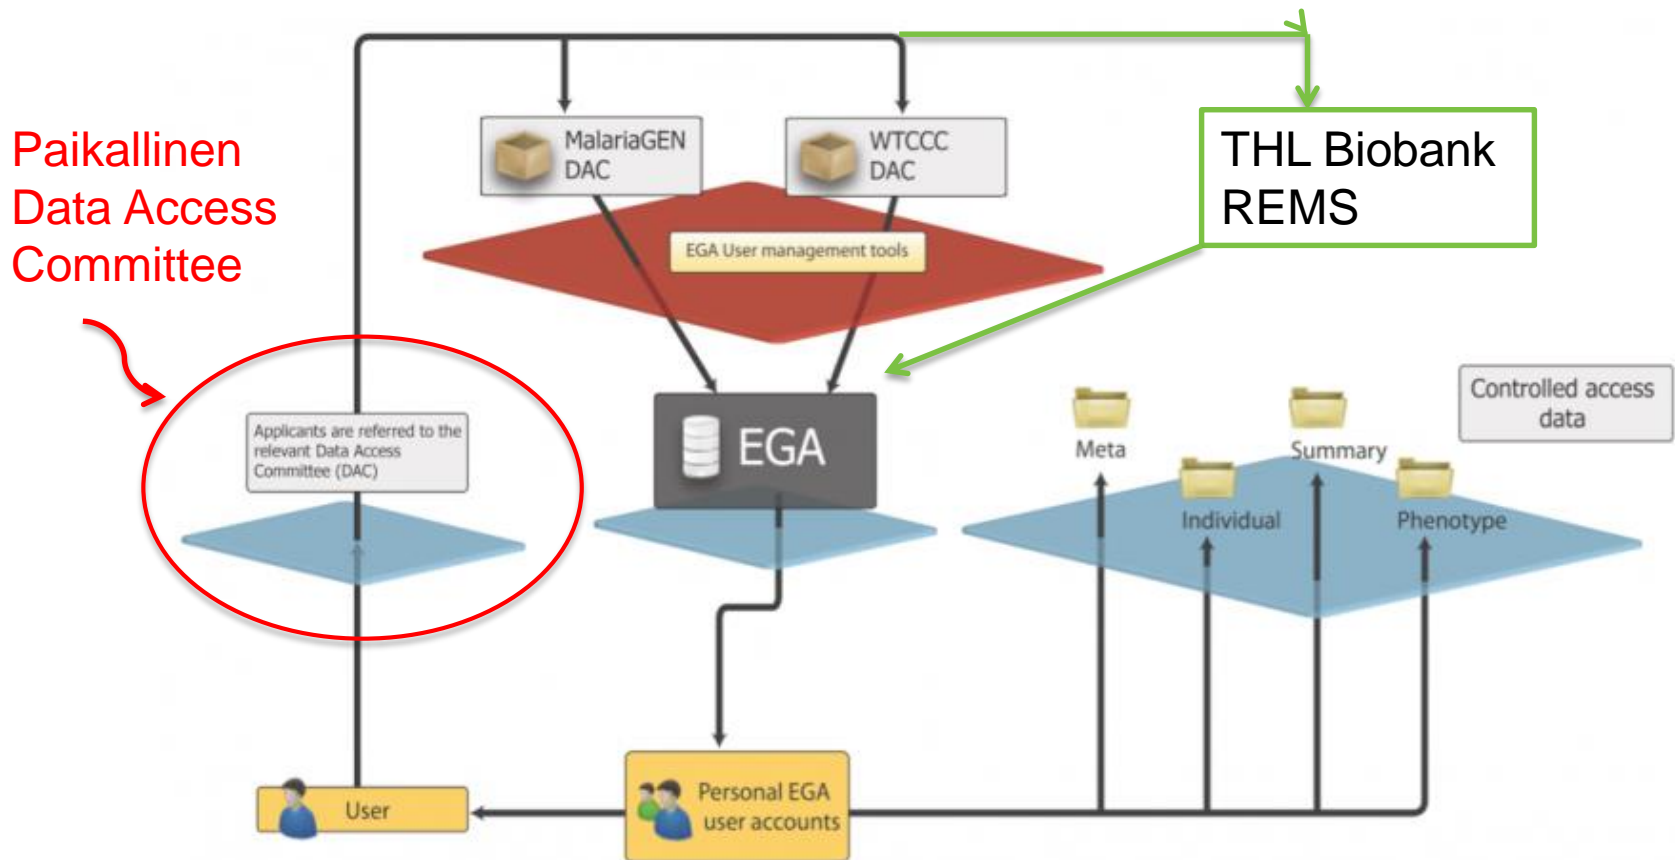 Paikallinen
Data Access
Committee
MalariaGEN
DAC
WTCCC
DAC
THL Biobank
REMS
EGA User management tools
Applicants are referred to the
relevant Data Access
Committee (DAC)
EGA
Controlled access
data
Meta
Summary
Individual
Phenotype
User
Personal EGA
user accounts